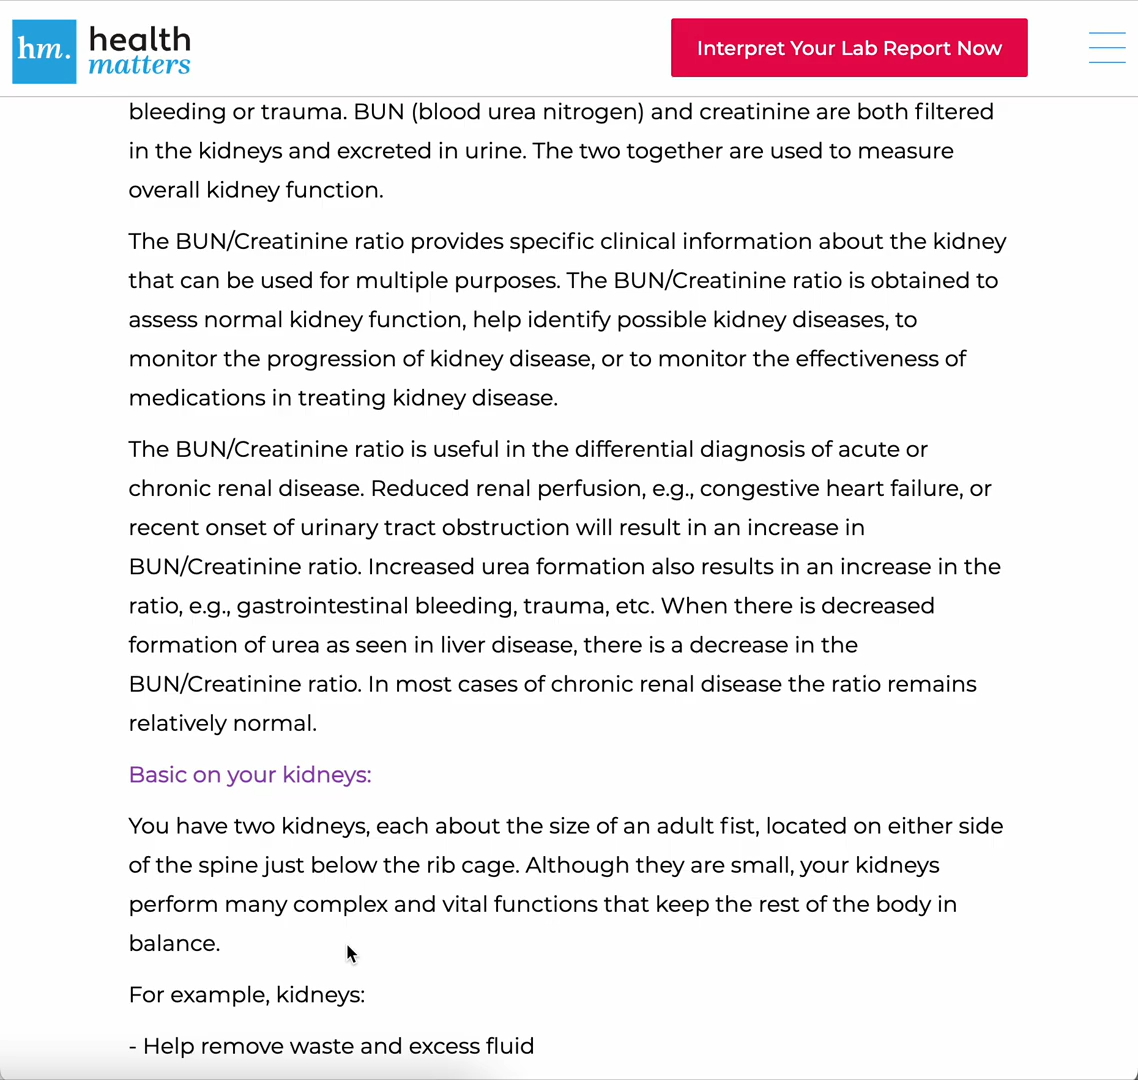 hm.
health
matters
Interpret Your Lab Report Now
bleeding or trauma. BUN (blood urea nitrogen) and creatinine are both filtered
in the kidneys and excreted in urine. The two together are used to measure
overall kidney function.
The BUN/Creatinine ratio provides specific clinical information about the kidney
that can be used for multiple purposes. The BUN/Creatinine ratio is obtained to
assess normal kidney function, help identify possible kidney diseases, to
monitor the progression of kidney disease, or to monitor the effectiveness of
medications in treating kidney disease.
The BUN/Creatinine ratio is useful in the differential diagnosis of acute or
chronic renal disease. Reduced renal perfusion, e.g., congestive heart failure, or
recent onset of urinary tract obstruction will result in an increase in
BUN/Creatinine ratio. Increased urea formation also results in an increase in the
ratio, e.g., gastrointestinal bleeding, trauma, etc. When there is decreased
formation of urea as seen in liver disease, there is a decrease in the
BUN/Creatinine ratio. In most cases of chronic renal disease the ratio remains
relatively normal.
Basic on your kidneys:
You have two kidneys, each about the size of an adult fist, located on either side
of the spine just below the rib cage. Although they are small, your kidneys
perform many complex and vital functions that keep the rest of the body in
balance.
For example, kidneys:
- Help remove waste and excess fluid